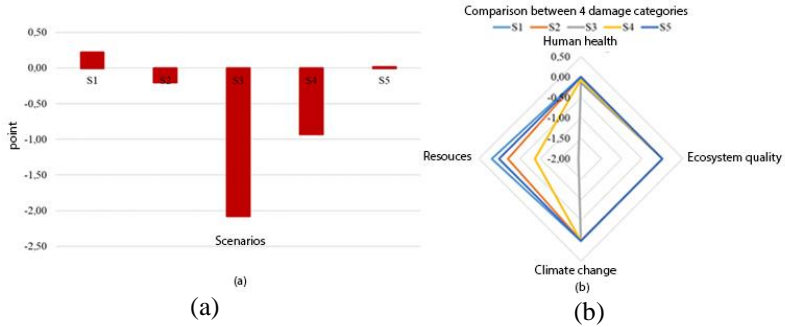 0,50
0,00
-0,50
-1,00
-1,50
-2,00
-2,50
point
S1
S2
S3
S4
S5
Scenarios
(a)
(a)
Comparison between 4 damage categories
S1 S2 S3 S4 S5
Human health
0,50
0,00
-0,50
-1,00
-1,50
-2,00
Resouces
Ecosystem quality
Climate change
(b)
(b)